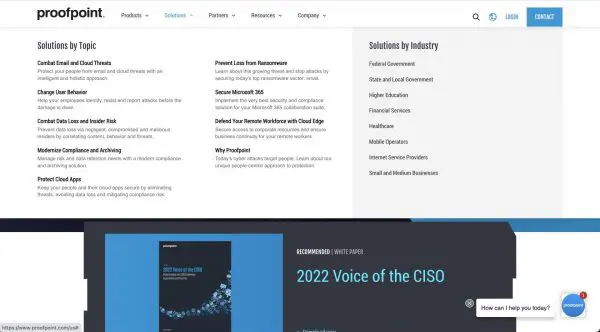 proofpoint.
Products
Solutions
Partners
Resources
Company
LOGIN
CONTACT
Solutions by Topic
Combat Email and Cloud Threats
Protect your people from email and cloud threats with an
intelligent and holistic approach.
Change User Behavior
Help your employees identify, resist and report attacks before the
damage is done.
Combat Data Loss and Insider Risk
Prevent data loss via negligent, compromised and malicious
insiders by correlating content, behavior and threats.
Modernize Compliance and Archiving
Manage risk and data retention needs with a modern compliance
and archiving solution.
Protect Cloud Apps
Keep your people and their cloud apps secure by eliminating
threats, avoiding data loss and mitigating compliance risk.
Prevent Loss from Ransomware
Learn about this growing threat and stop attacks by
securing today's top ransomware vector: email.
Secure Microsoft 365
Implement the very best security and compliance
solution for your Microsoft 365 collaboration suite.
Defend Your Remote Workforce with Cloud Edge
Secure access to corporate resources and ensure
business continuity for your remote workers.
Why Proofpoint
Today's cyber attacks target people. Learn about our
unique people-centric approach to protection.
Solutions by Industry
Federal Government
State and Local Government
Higher Education
Financial Services
Healthcare
Mobile Operators
Internet Service Providers
Small and Medium Businesses
proofpoint
2022 Voice of the CISO
RECOMMENDED | WHITE PAPER
2022 Voice of the CISO
How can I help you today?
proofpoint
1
https://www.proofpoint.com/us#